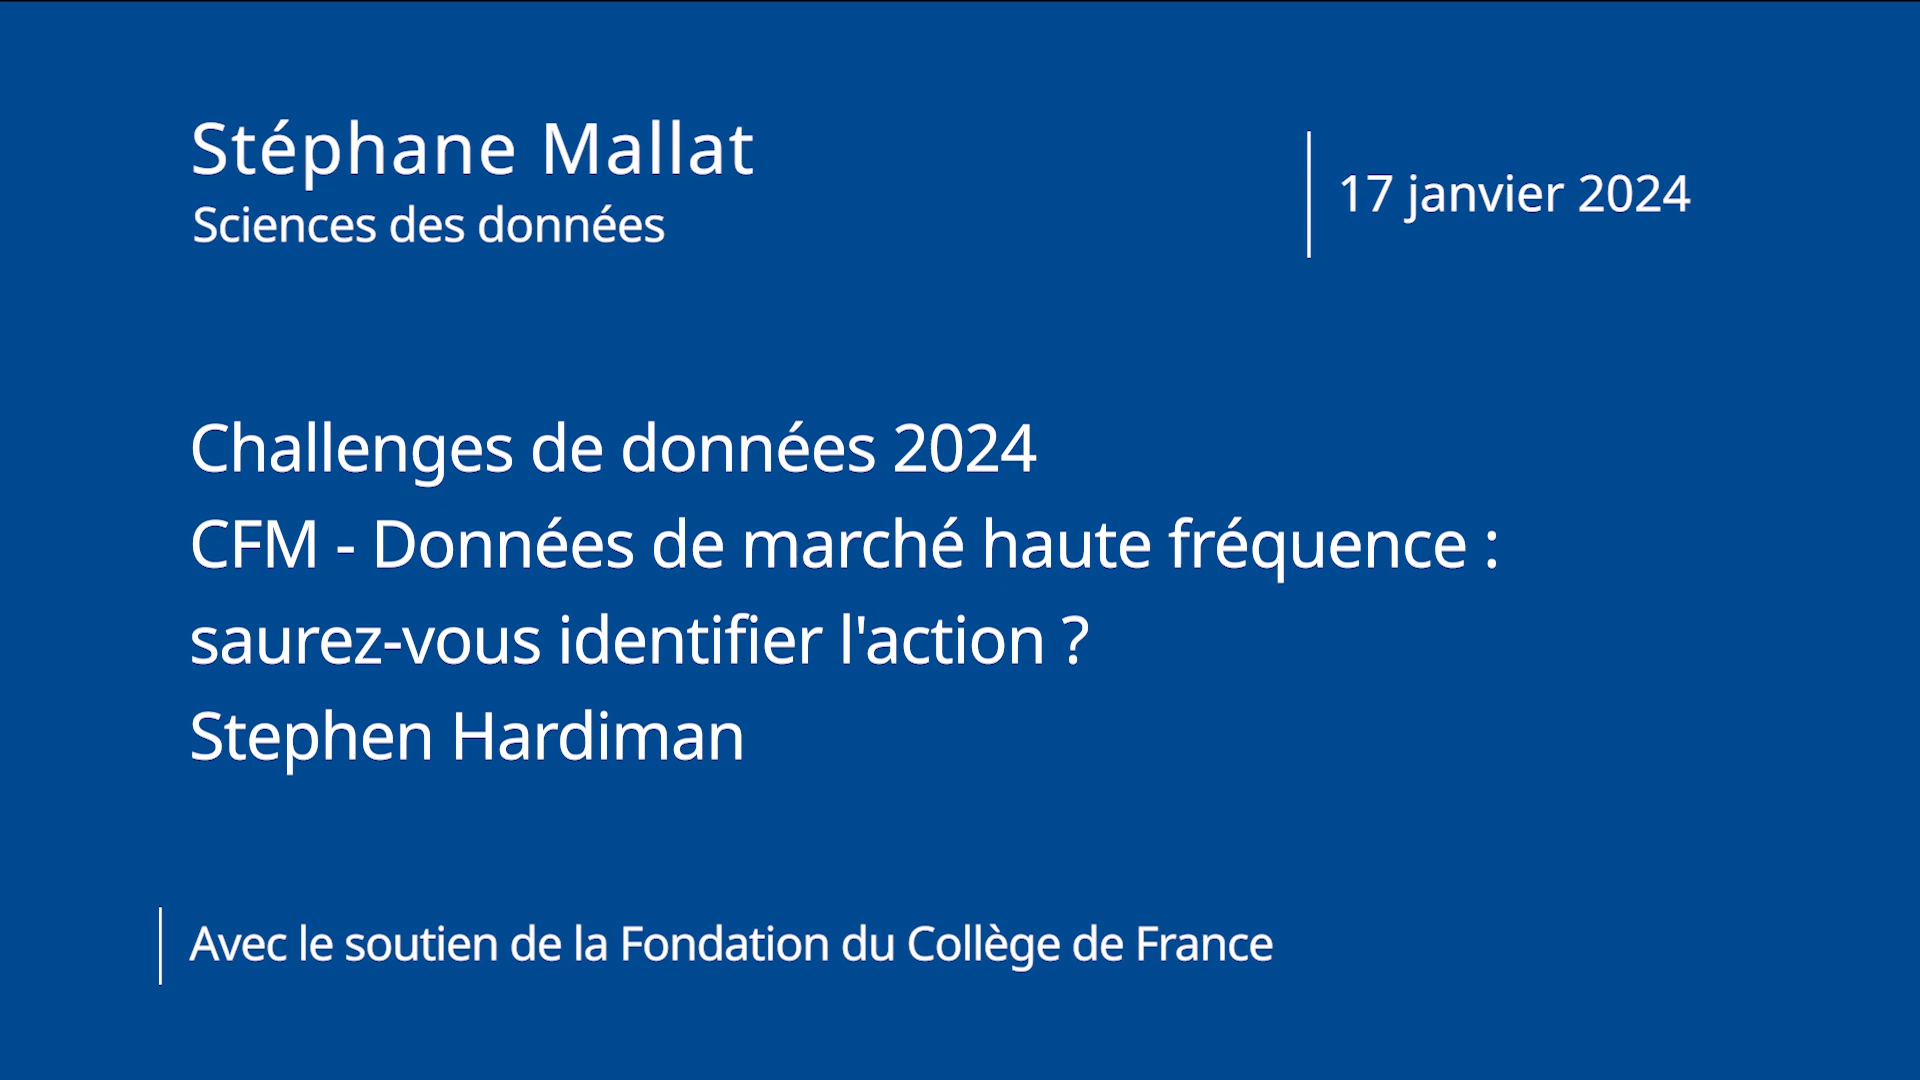 Stéphane Mallat
Sciences des données
17 janvier 2024
Challenges de données 2024
CFM - Données de marché haute fréquence :
saurez-vous identifier l'action ?
Stephen Hardiman
Avec le soutien de la Fondation du Collège de France